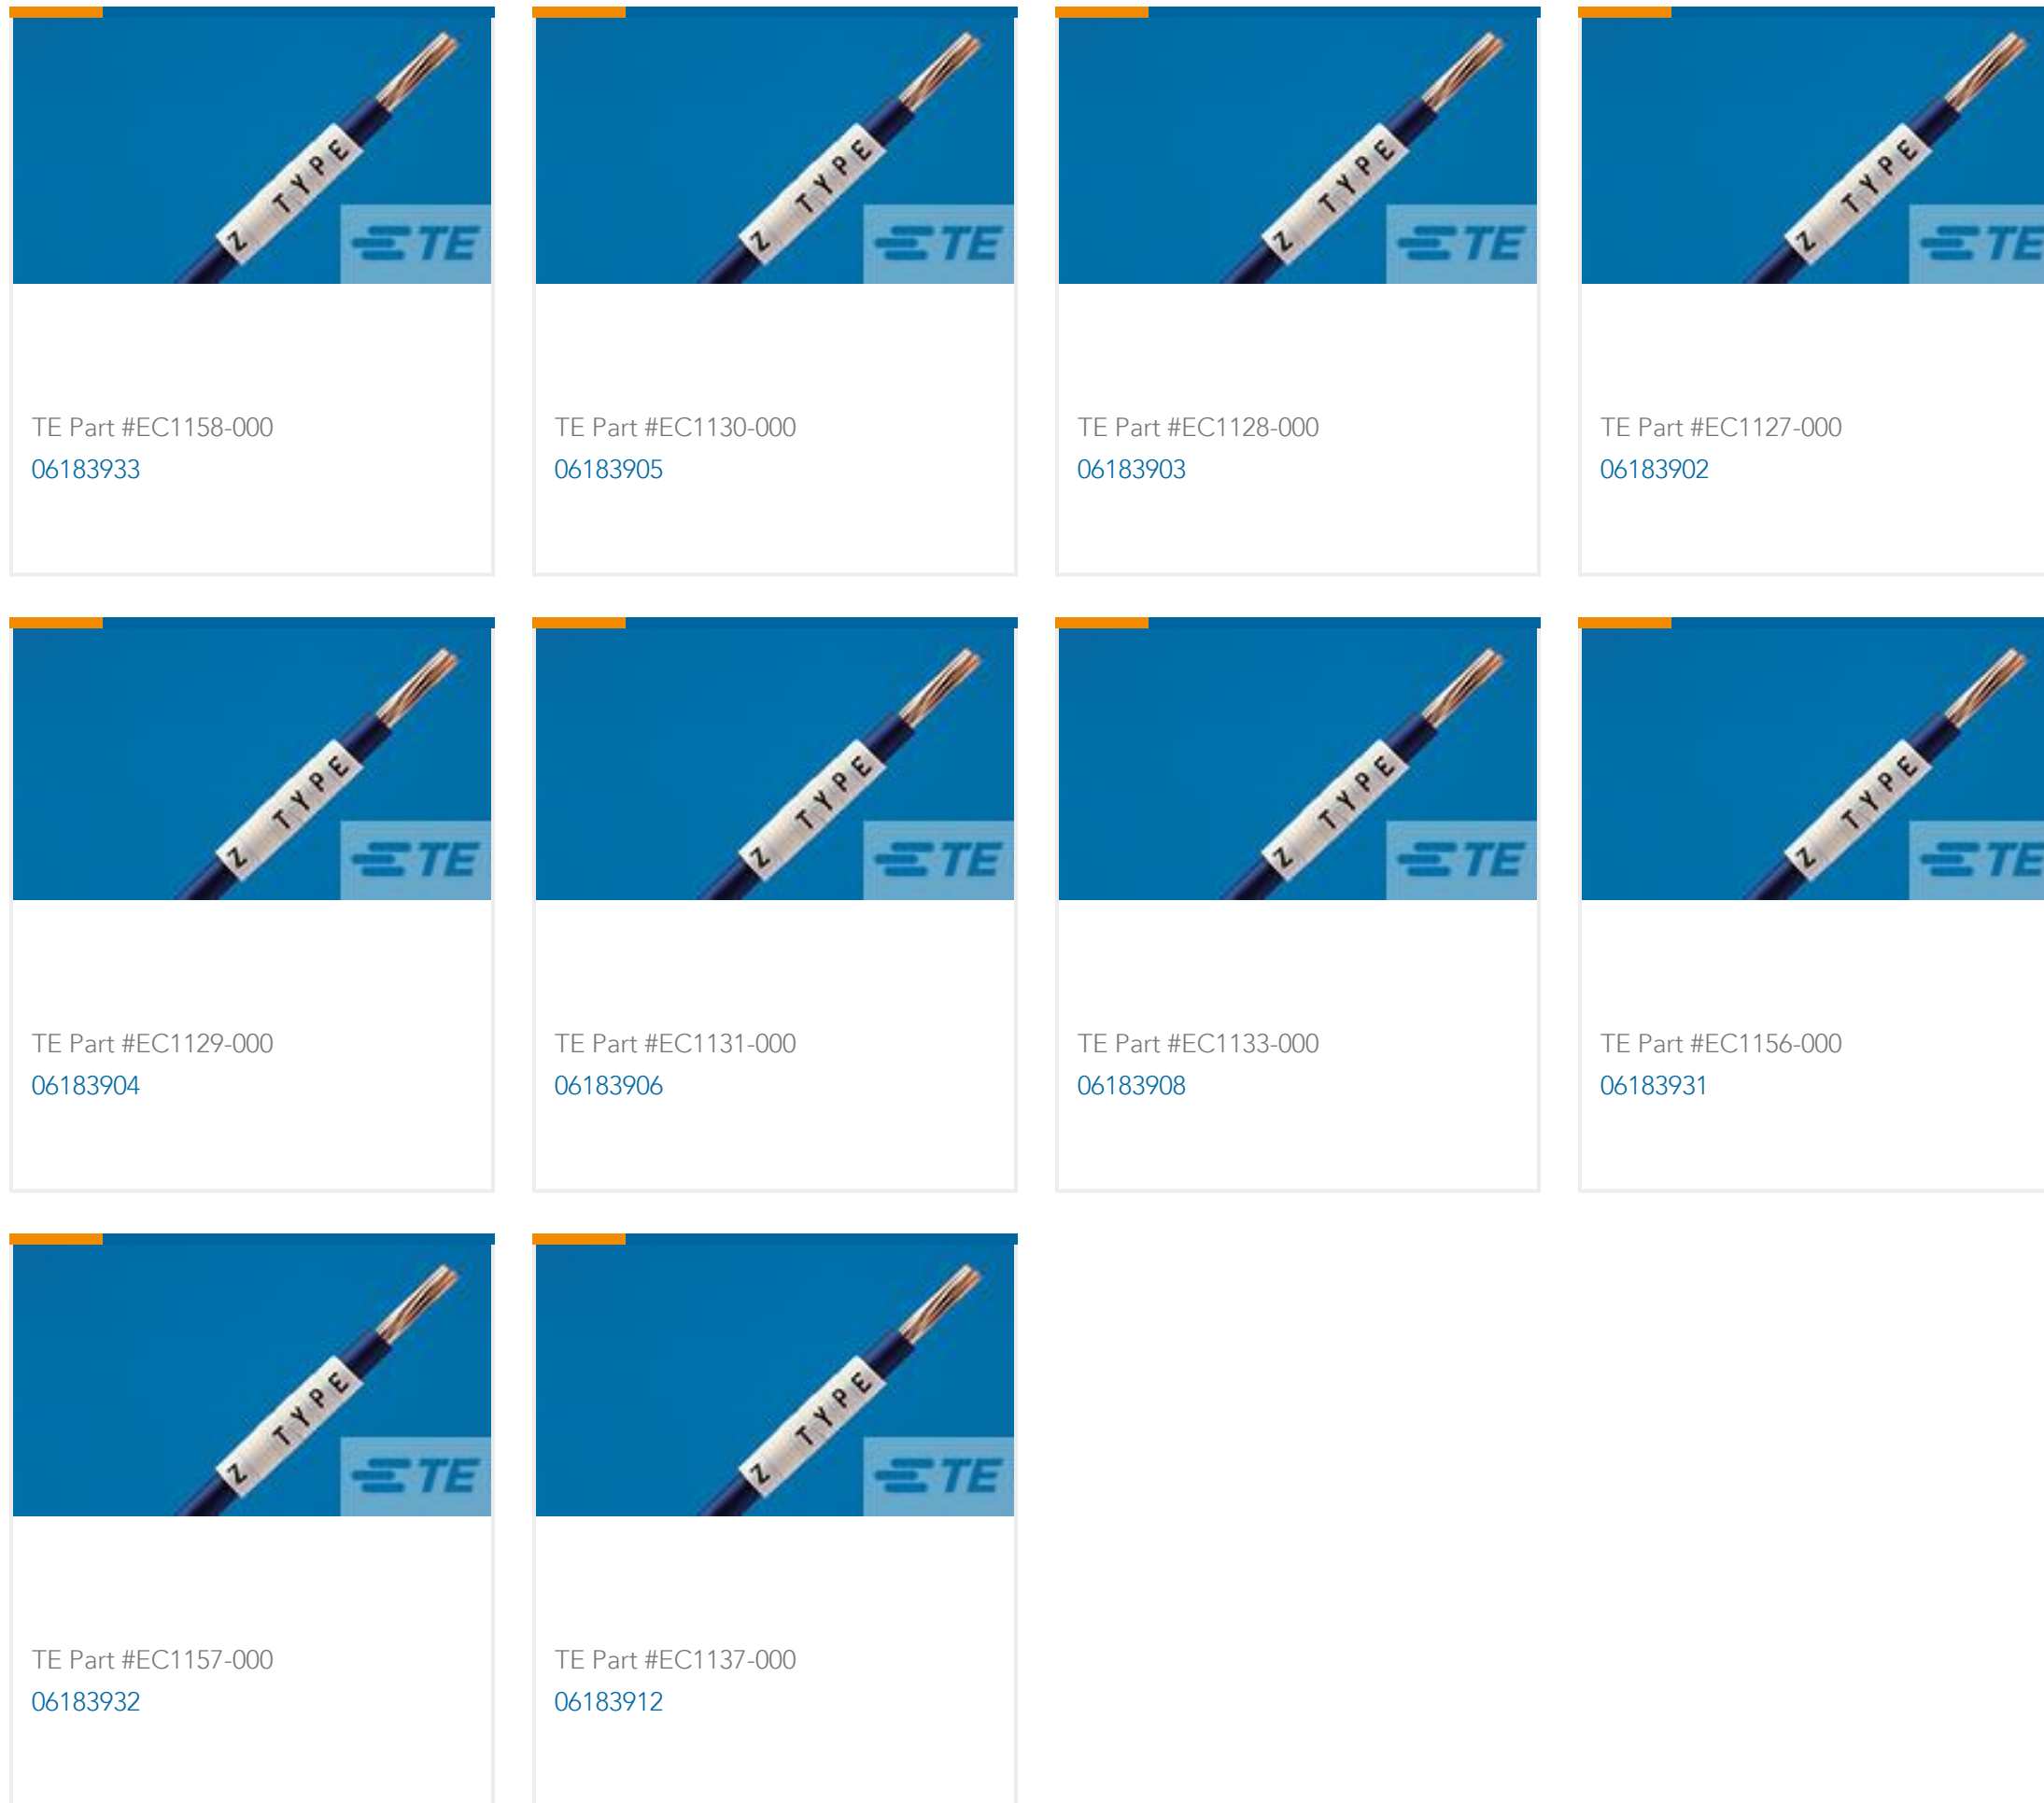 Z TYPE
TE
Z TYPE
TE
Z TYPE
TE
Z TYPE
TE
TE Part #EC1158-000
06183933
TE Part #EC1130-000
06183905
TE Part #EC1128-000
06183903
TE Part #EC1127-000
06183902
Z TYPE
TE
Z TYPE
TE
Z TYPE
TE
Z TYPE
TE
TE Part #EC1129-000
06183904
TE Part #EC1131-000
06183906
TE Part #EC1133-000
06183908
TE Part #EC1156-000
06183931
Z TYPE
TE
Z TYPE
TE
TE Part #EC1157-000
06183932
TE Part #EC1137-000
06183912